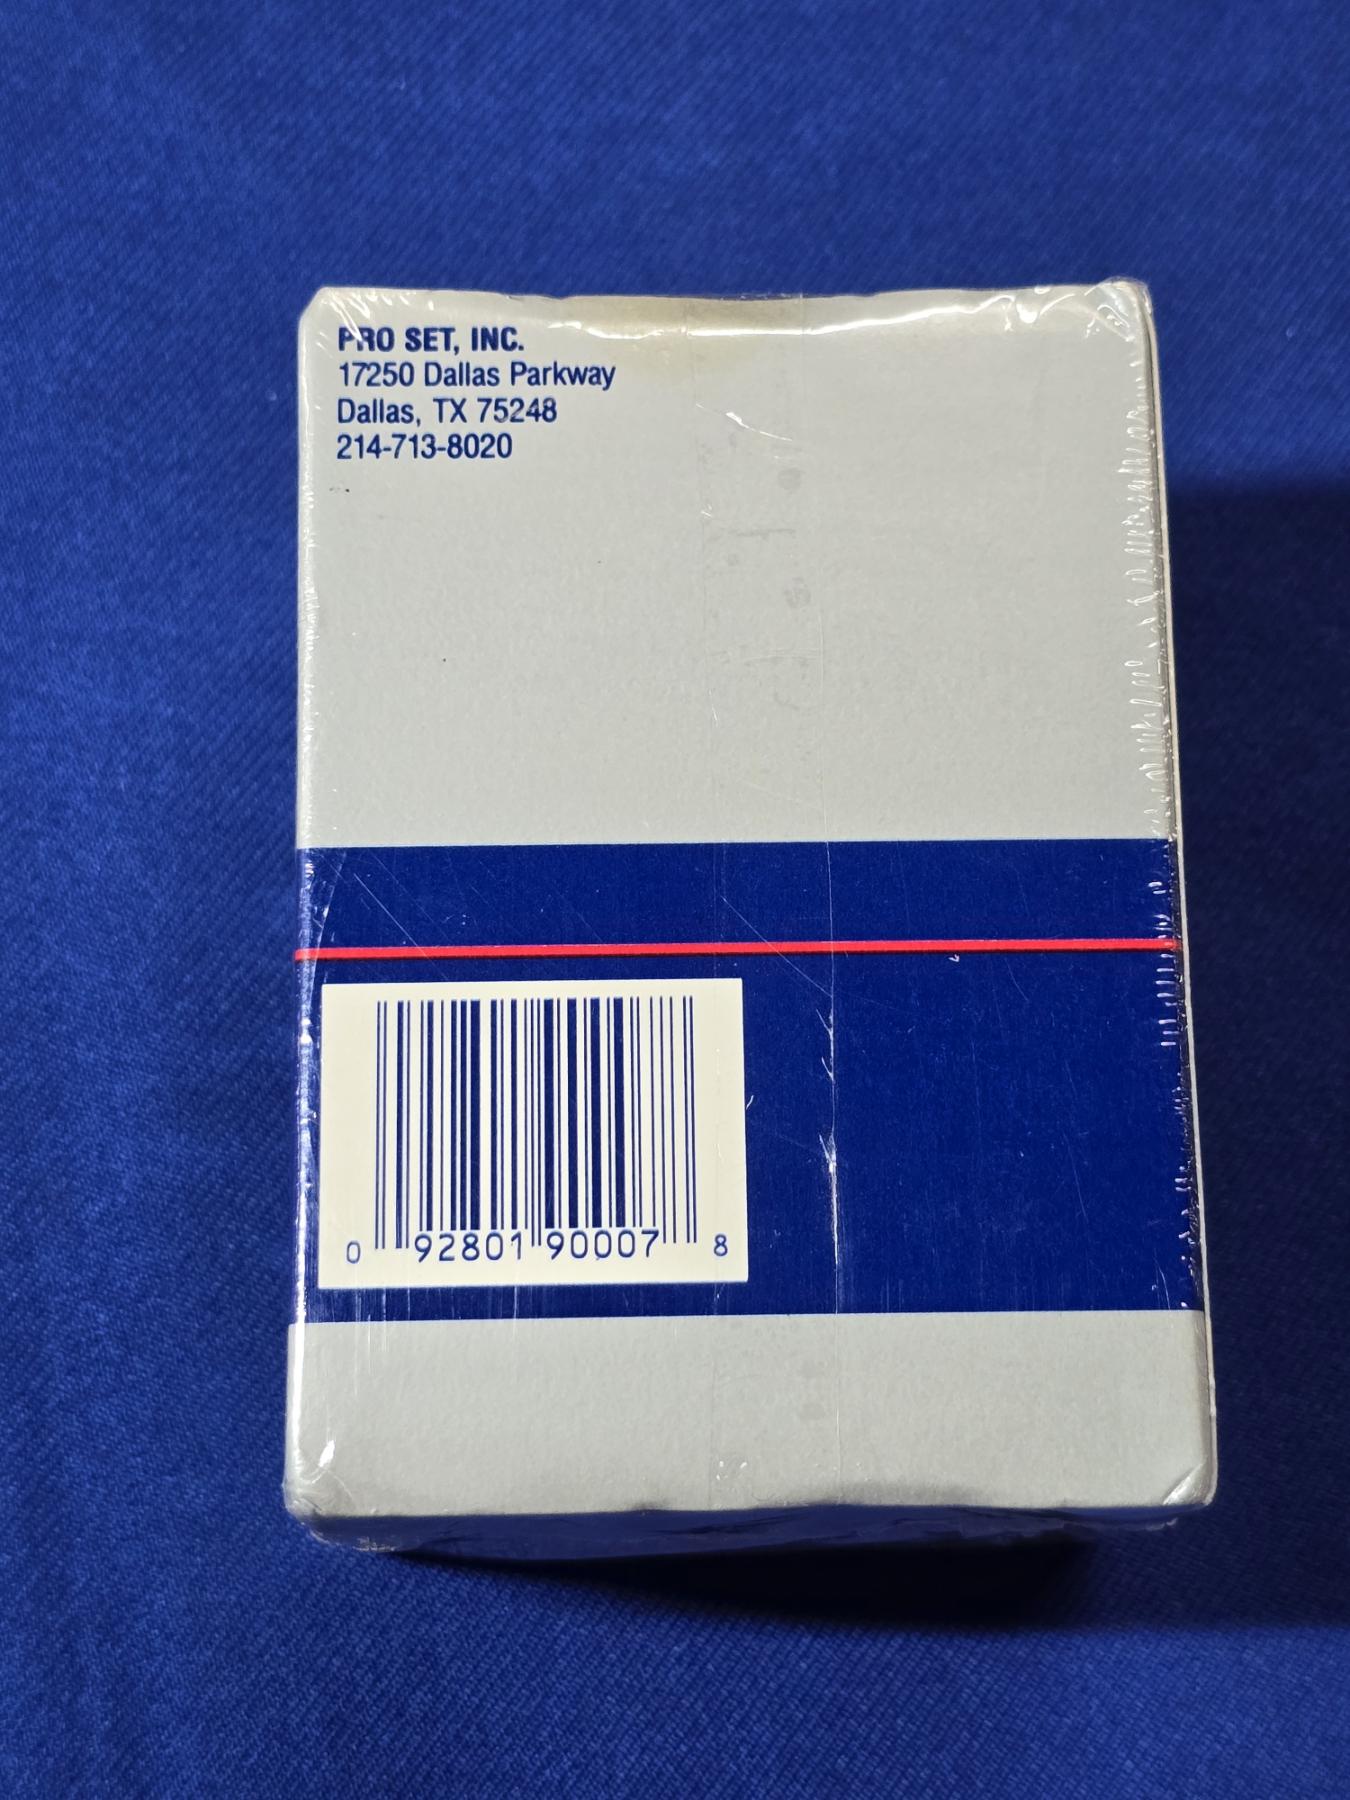 PRO SET, INC.
17250 Dallas Parkway
Dallas, TX 75248
214-713-8020
0 92801 90007 8